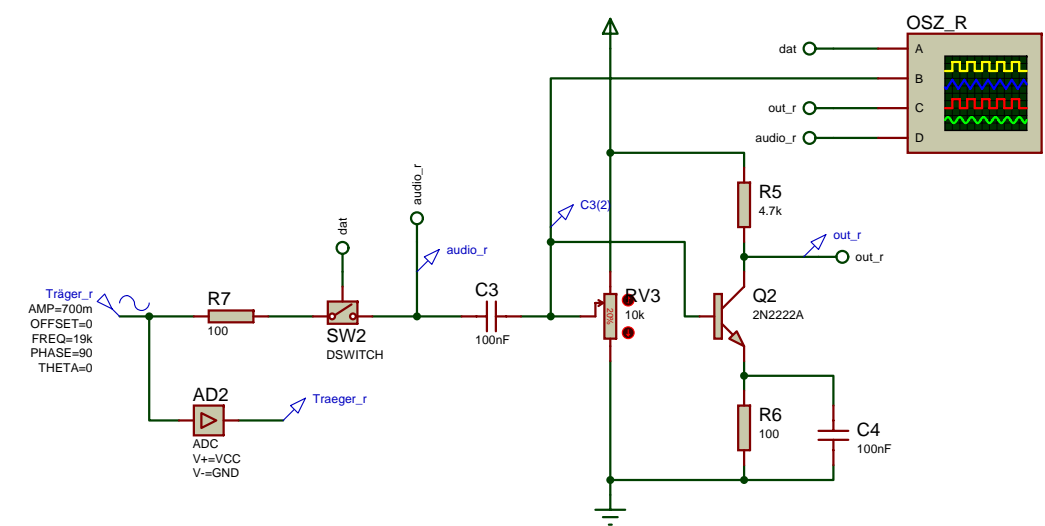 OSZ_R
A
B
C
D
dat
out_r
audio_r
audio_r
dat
audio_r
C3(2)
R5
4.7k
out_r
out_r
Träger_r
AMP=700m
OFFSET=0
FREQ=19k
PHASE=90
THETA=0
R7
100
SW2
DSWITCH
C3
100nF
RV3
10k
20%
Q2
2N2222A
AD2
ADC
V+=VCC
V-=GND
Traeger_r
R6
100
C4
100nF